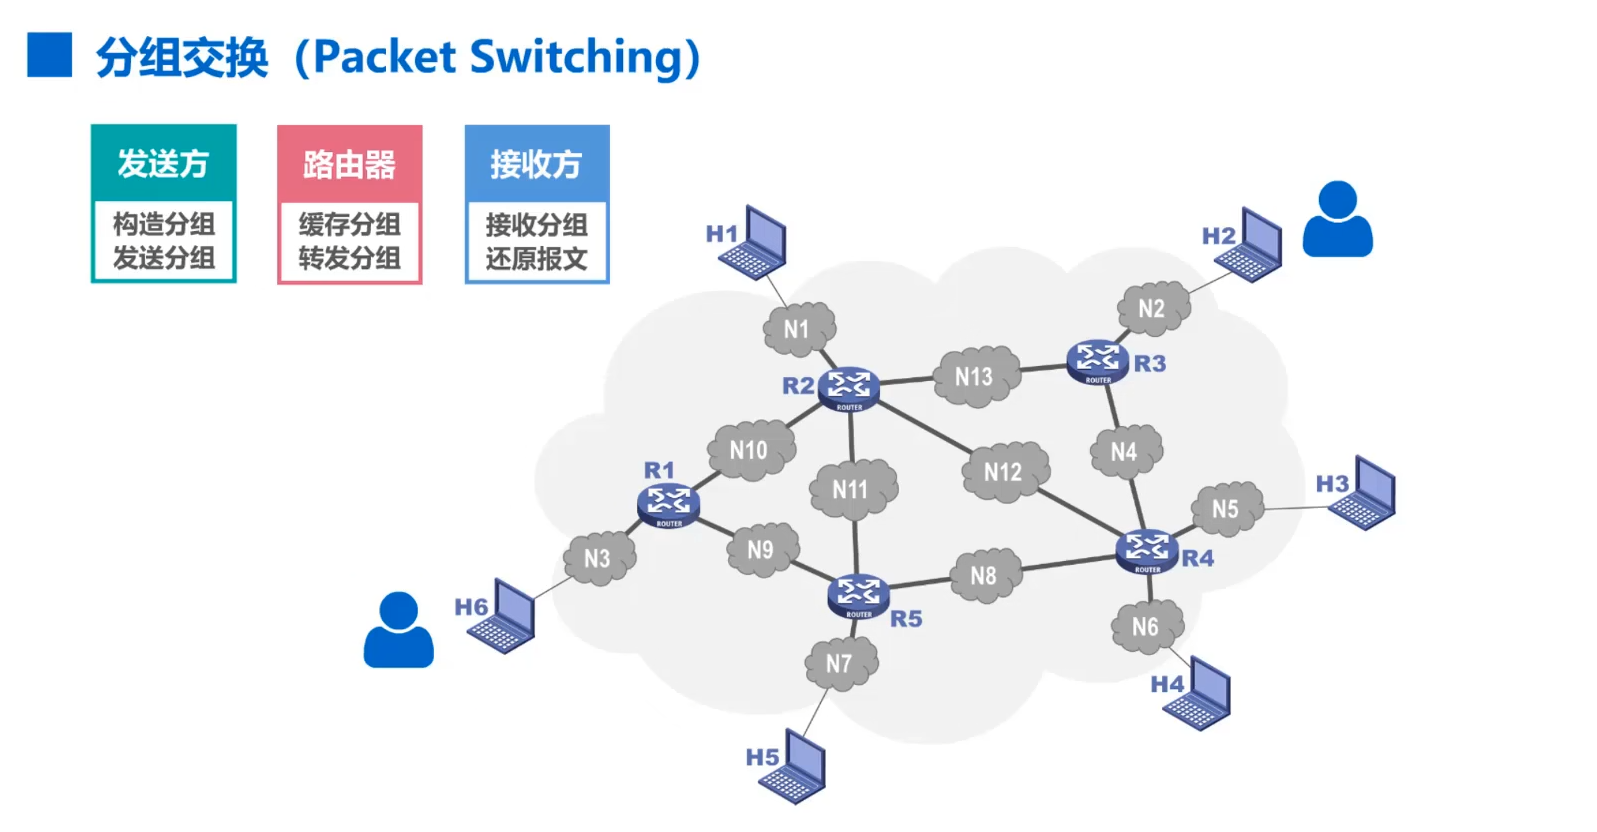 分组交换（Packet Switching）
发送方
构造分组
发送分组
路由器
缓存分组
转发分组
接收方
接收分组
还原报文
H1
H2
N1
N2
R2
ROUTER
N13
R3
ROUTER
N10
N12
N4
R1
ROUTER
N11
H3
N5
N3
N9
R4
ROUTER
N8
H6
R5
ROUTER
N6
N7
H4
H5